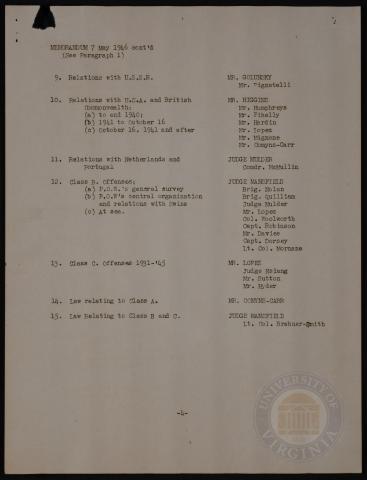 MEMORANDUM 7 May 1946 cont'd
(See Paragraph 1)
9. Relations with U.S.S.R. MR. GOLUNSKY
Mr. Pignatelli
10. Relations with U.S.A. and British MR. HIGGINS
Commonwealth: Mr. Humphreys
(a) to end 1940; Mr. Fihelly
(b) 1941 to October 16 Mr. Hardin
(c) October 16, 1941 and after Mr. Lopez
Mr. Mignone
Mr. Comyns-Carr
11. Relations with Netherlands and JUDGE MULDER
Portugal Comdr. McMullin
12. Class B. Offenses: JUDGE MANSFIELD
(a) P.O.W.'s general survey Brig. Nolan
(b) P.O.W's central organization Brig. Quilliam
and relations with Swiss Judge Mulder
(c) At sea. Mr. Lopez
Col. Woolworth
Capt. Robinson
Mr. Davies
Capt. Dorsey
Lt. Col. Mornane
13. Class C. Offenses 1931-'45 MR. LOPEZ
Judge Hsiang
Mr. Sutton
Mr. Hyder
14. Law relating to Class A. MR. COMYNS-CARR
15. Law Relating to Class B and C. JUDGE MANSFIELD
Lt. Col. Brabner-Smith
-4-
UNIVERSITY OF VIRGINIA